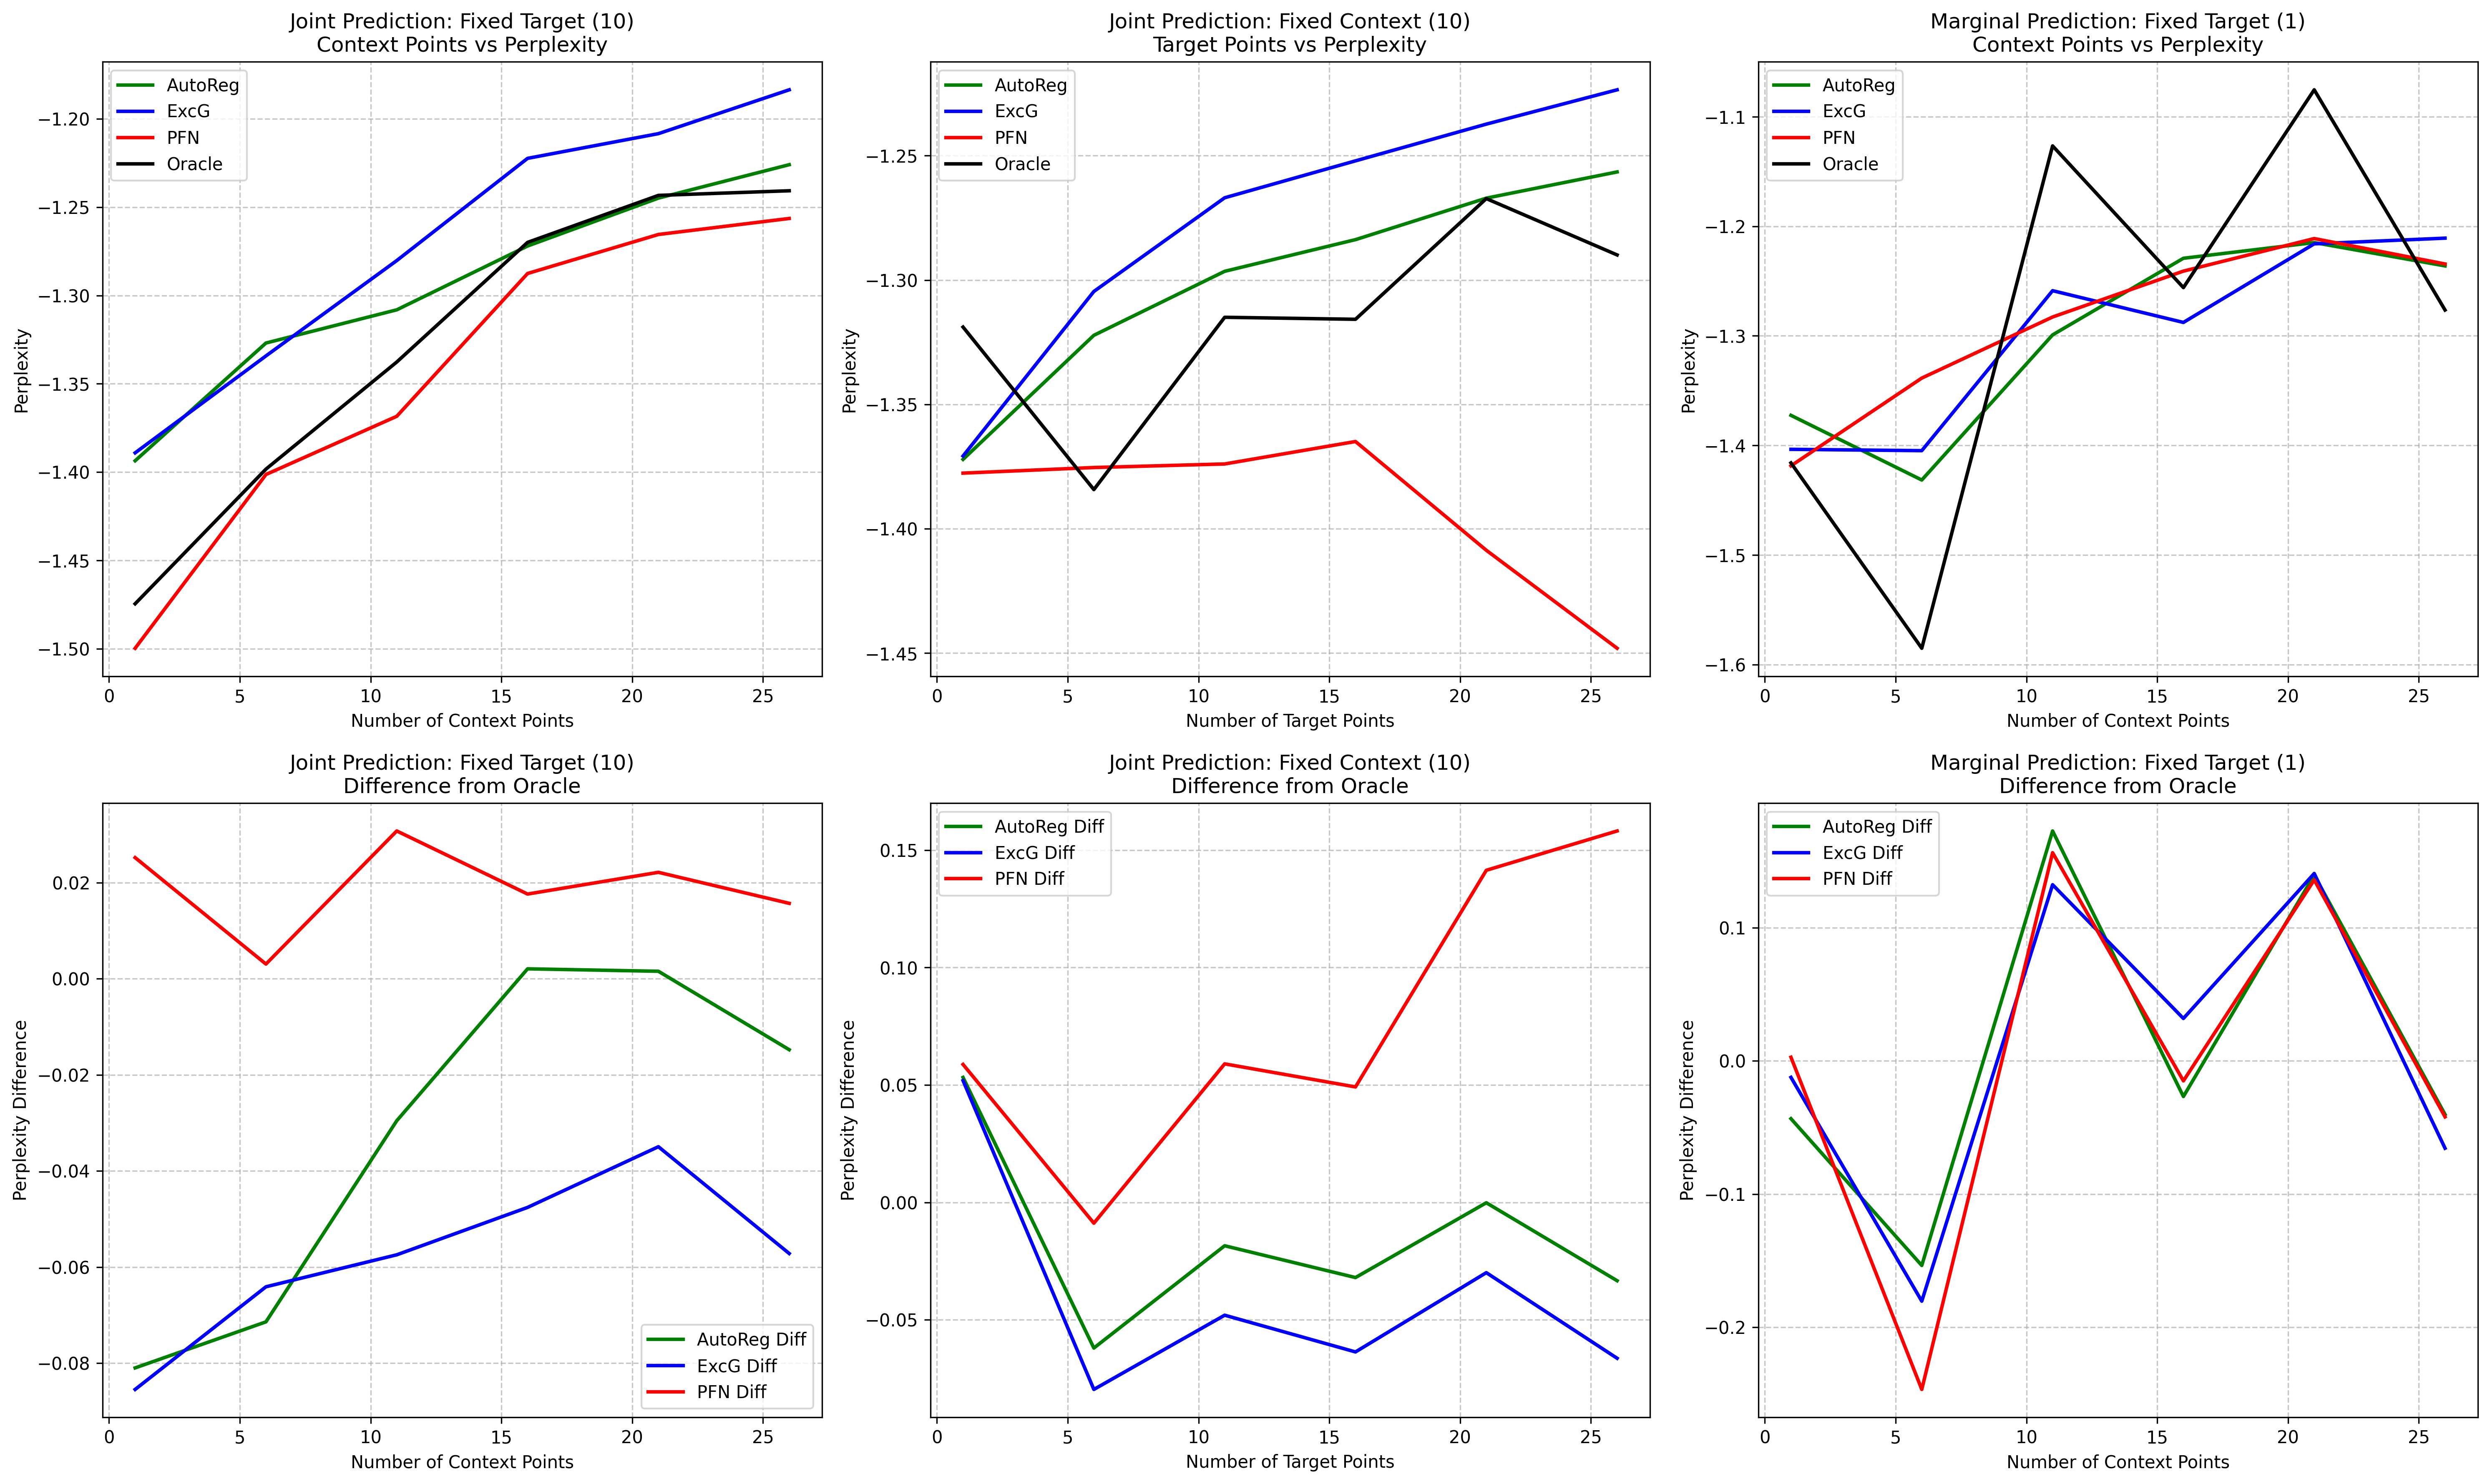 Joint Prediction: Fixed Target (10)
Context Points vs Perplexity
AutoReg
ExcG
PFN
Oracle
Perplexity
−1.20
−1.25
−1.30
−1.35
−1.40
−1.45
−1.50
0 5 10 15 20 25
Number of Context Points
Joint Prediction: Fixed Context (10)
Target Points vs Perplexity
AutoReg
ExcG
PFN
Oracle
Perplexity
−1.25
−1.30
−1.35
−1.40
−1.45
0 5 10 15 20 25
Number of Target Points
Marginal Prediction: Fixed Target (1)
Context Points vs Perplexity
AutoReg
ExcG
PFN
Oracle
Perplexity
−1.1
−1.2
−1.3
−1.4
−1.5
−1.6
0 5 10 15 20 25
Number of Context Points
Joint Prediction: Fixed Target (10)
Difference from Oracle
Perplexity Difference
0.02
0.00
−0.02
−0.04
−0.06
−0.08
AutoReg Diff
ExcG Diff
PFN Diff
0 5 10 15 20 25
Number of Context Points
Joint Prediction: Fixed Context (10)
Difference from Oracle
AutoReg Diff
ExcG Diff
PFN Diff
Perplexity Difference
0.15
0.10
0.05
0.00
−0.05
0 5 10 15 20 25
Number of Target Points
Marginal Prediction: Fixed Target (1)
Difference from Oracle
AutoReg Diff
ExcG Diff
PFN Diff
Perplexity Difference
0.1
0.0
−0.1
−0.2
0 5 10 15 20 25
Number of Context Points